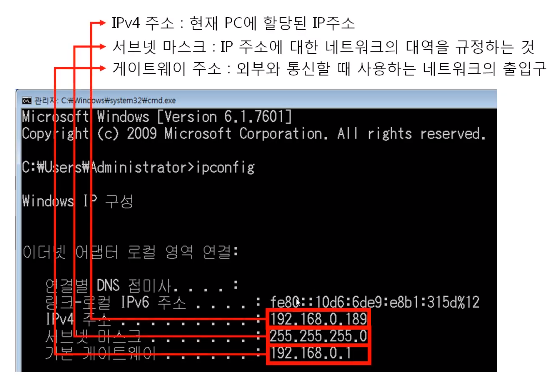 IPv4 주소 : 현재 PC에 할당된 IP주소
서브넷 마스크 : IP 주소에 대한 네트워크의 대역을 규정하는 것
게이트웨이 주소 : 외부와 통신할 때 사용하는 네트워크의 출입구
관리자: C:₩Windows₩system32₩cmd.exe
Microsoft Windows [Version 6.1.7601]
Copyright (c) 2009 Microsoft Corporation. All rights reserved.
C:₩Users₩Administrator>ipconfig
Windows IP 구성
이더넷 어댑터 로컬 영역 연결:
연결별 DNS 접미사. . . . :
링크-로컬 IPv6 주소 . . . . : fe80::10d6:6de9:e8b1:315d%12
IPv4 주소 . . . . . . . . . : 192.168.0.189
서브넷 마스크 . . . . . . . : 255.255.255.0
기본 게이트웨이 . . . . . . : 192.168.0.1